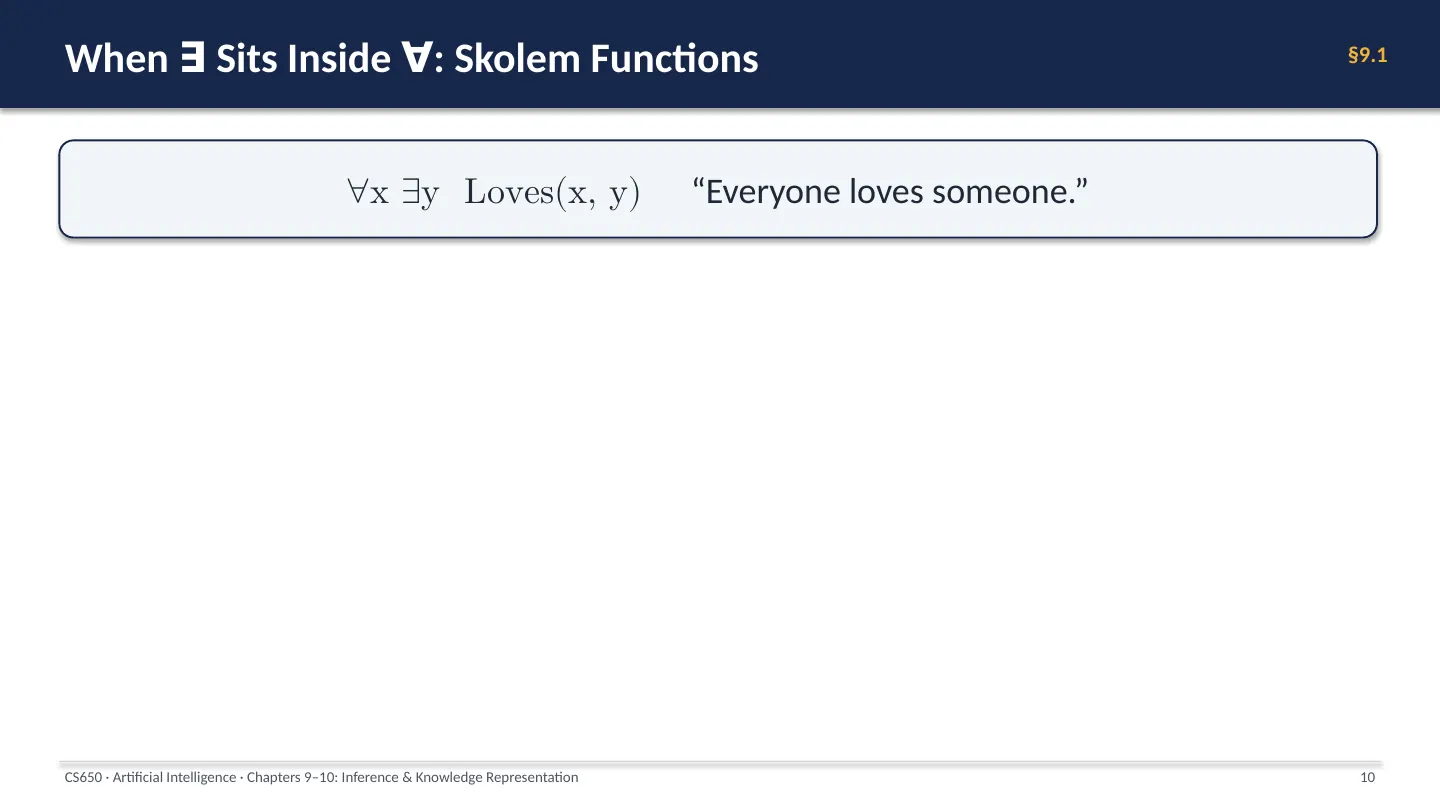 When ∃ Sits Inside ∀: Skolem Functions
§9.1
∀x ∃y Loves(x, y) “Everyone loves someone.”
CS650 · Artificial Intelligence · Chapters 9–10: Inference & Knowledge Representation
10